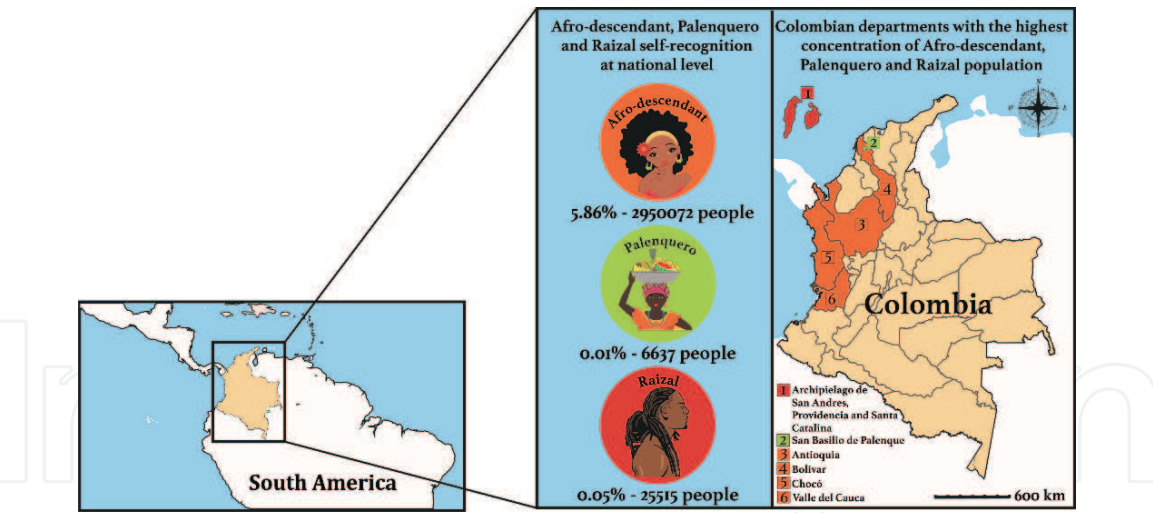 Afro-descendant, Palenquero
and Raizal self-recognition
at national level
Afro-descendant
5.86% - 2950072 people
Palenquero
0.01% - 6637 people
Raizal
0.05% - 25515 people
Colombian departments with the highest
concentration of Afro-descendant,
Palenquero and Raizal population
N
E
1
2
4
3
5
6
Colombia
1 Archipielago de
San Andres,
Providencia and Santa
Catalina
2 San Basilio de Palenque
3 Antioquia
4 Bolivar
5 Chocó
6 Valle del Cauca
600 km
South America